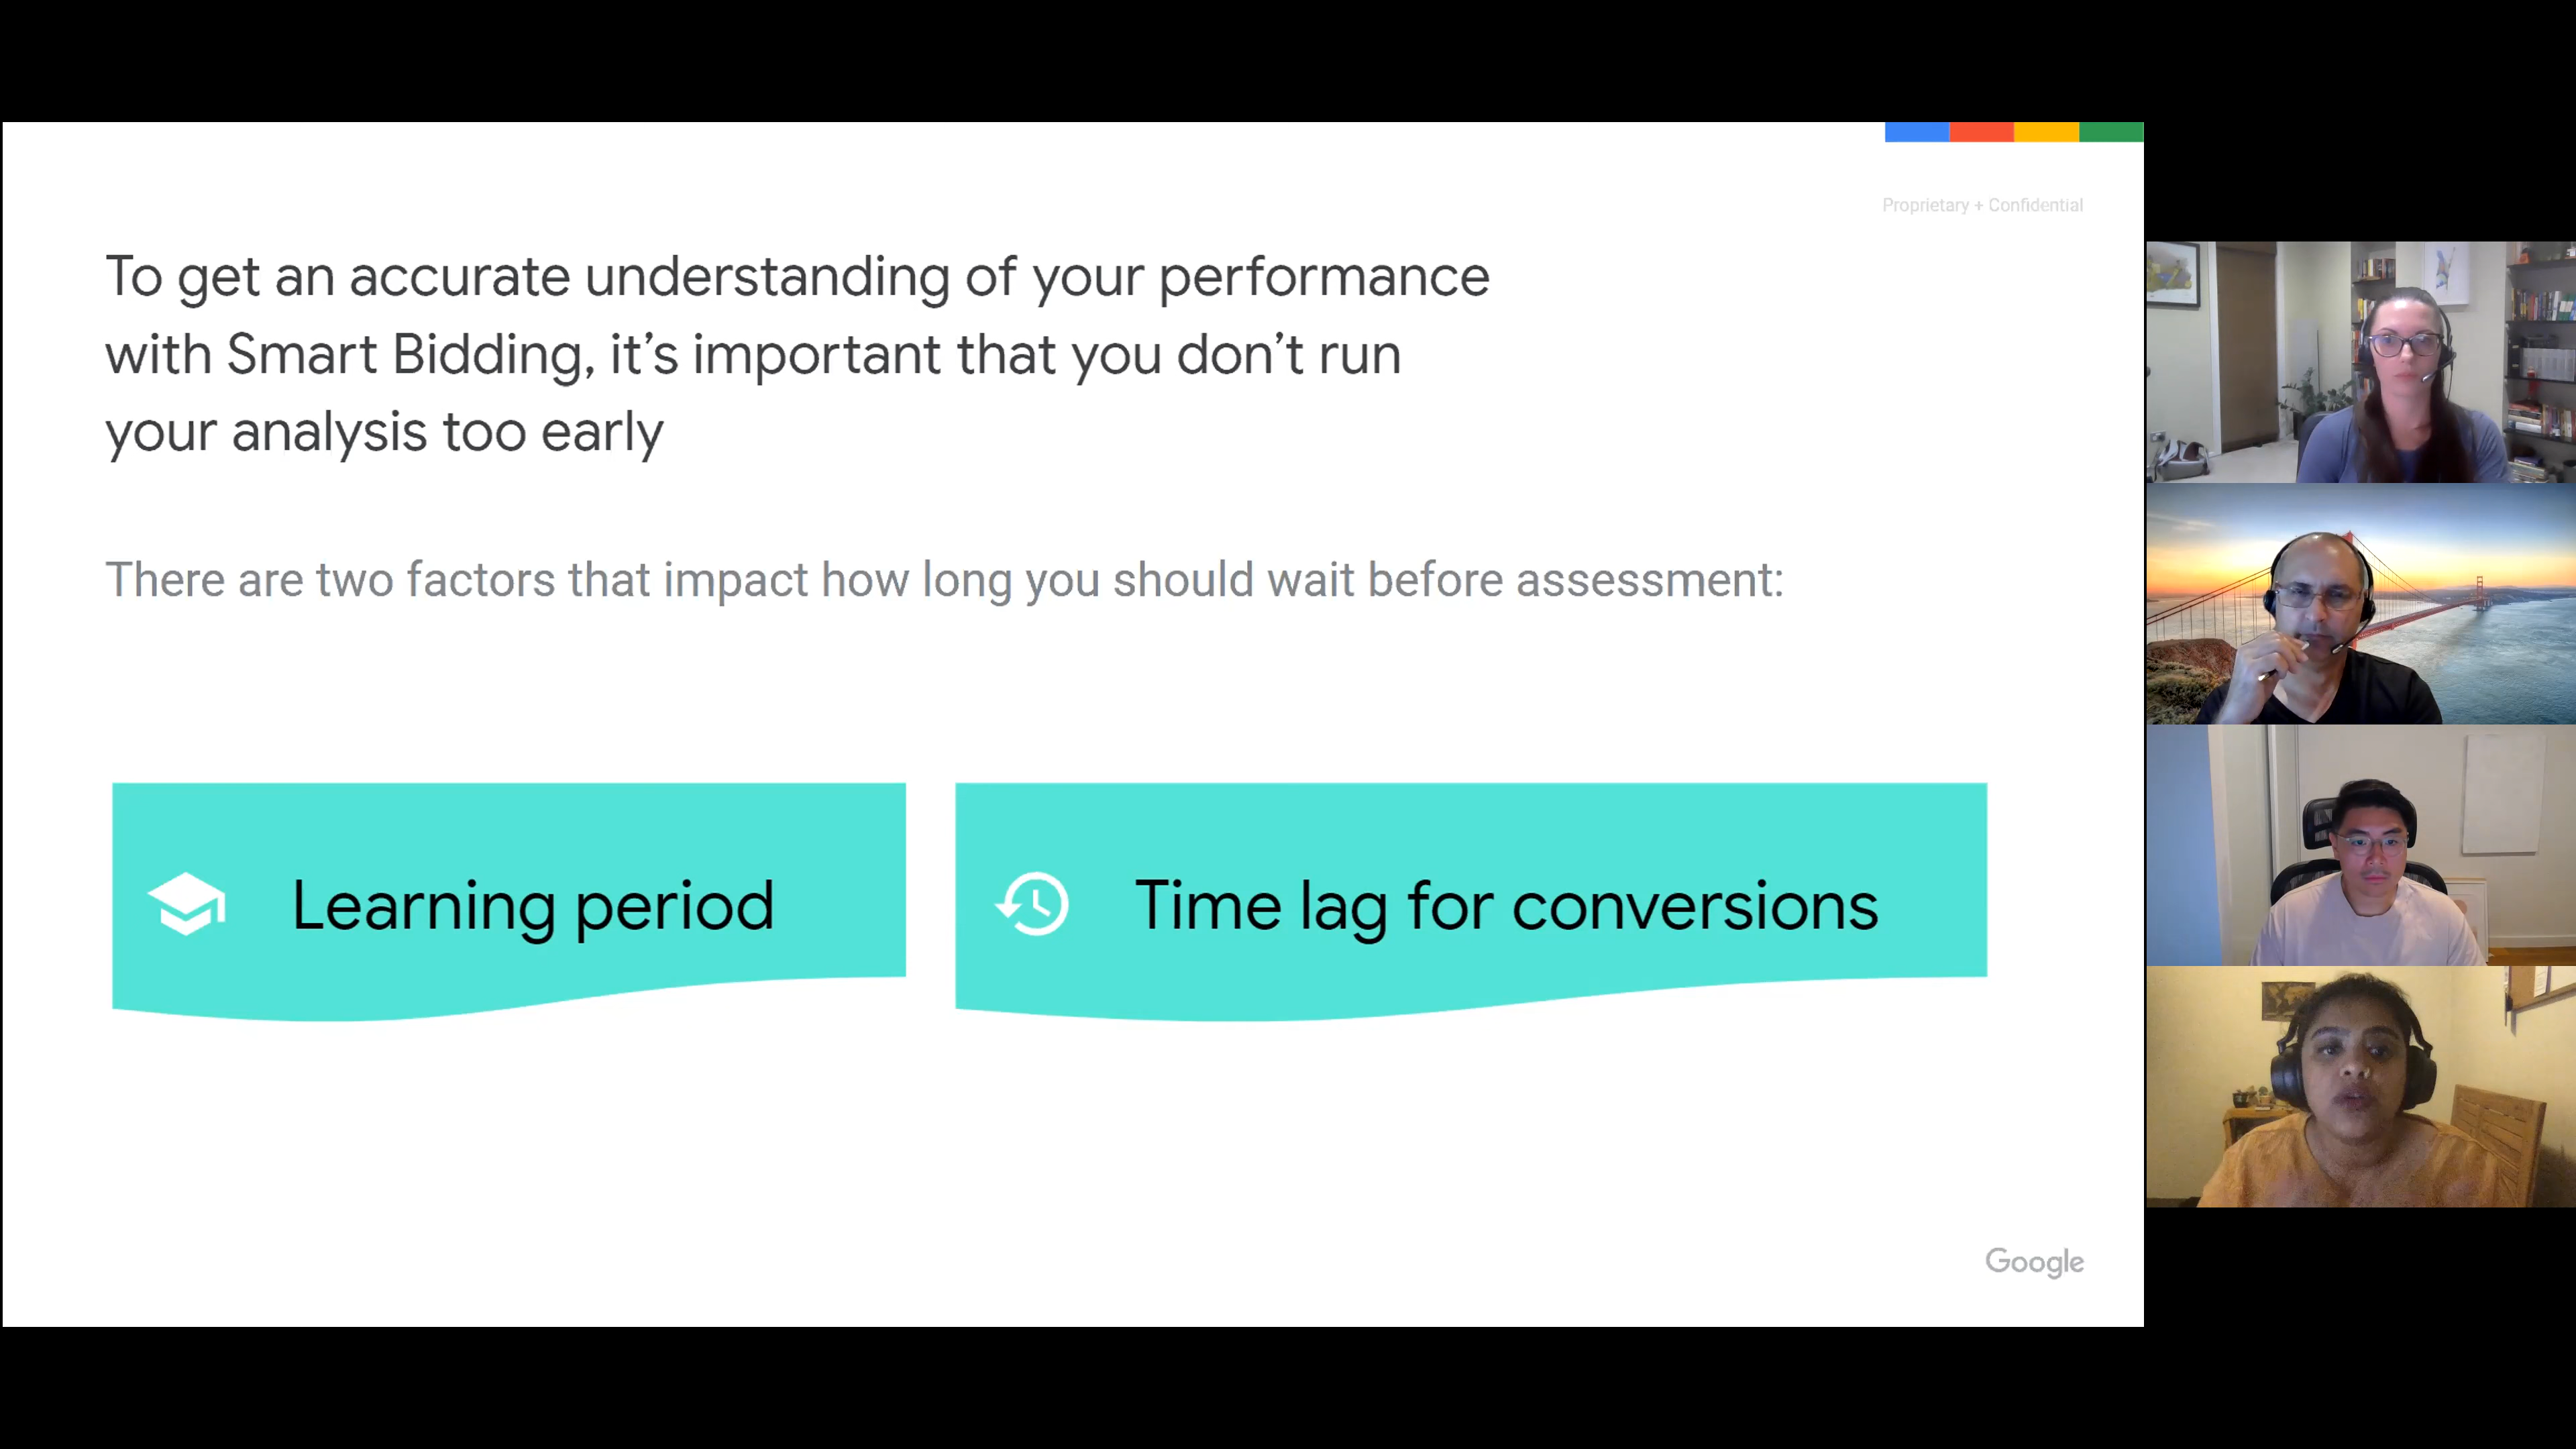 Proprietary + Confidential
To get an accurate understanding of your performance
with Smart Bidding, it’s important that you don’t run
your analysis too early
There are two factors that impact how long you should wait before assessment:
Learning period
Time lag for conversions
Google